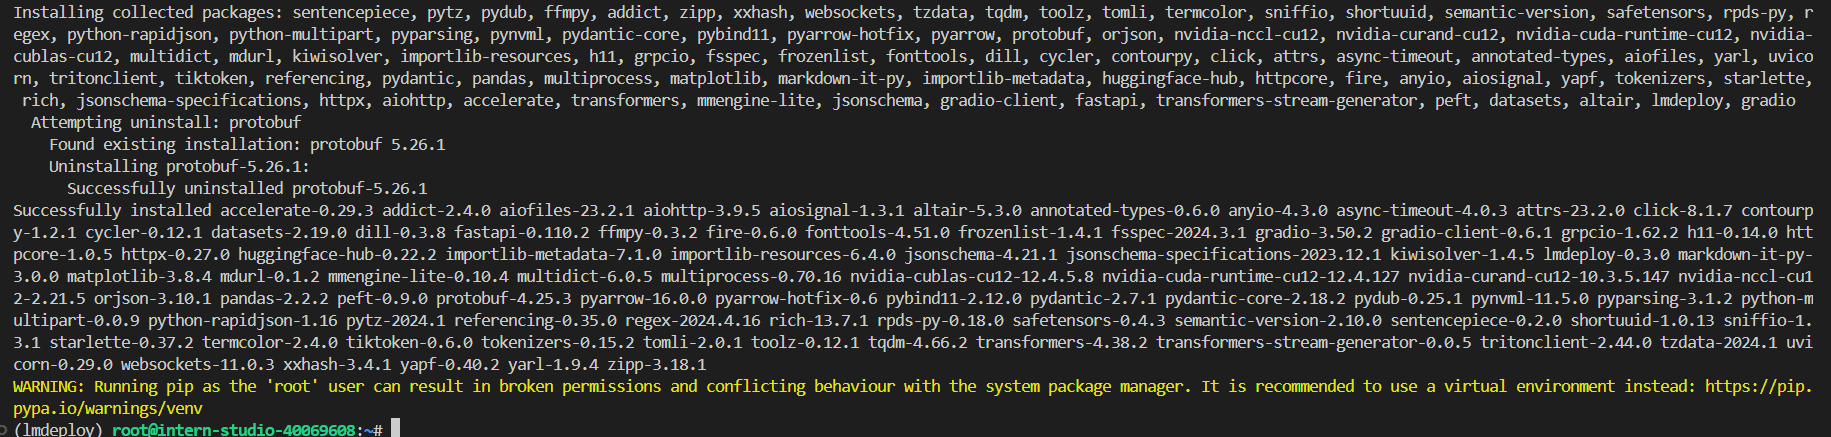 Installing collected packages: sentencepiece, pytz, pydub, ffmpy, addict, zipp, xxhash, websockets, tzdata, tqdm, toolz, tomli, termcolor, sniffio, shortuuid, semantic-version, safetensors, rpds-py, r
egex, python-rapidjson, python-multipart, pyparsing, pynvml, pydantic-core, pybind11, pyarrow-hotfix, pyarrow, protobuf, orjson, nvidia-nccl-cu12, nvidia-curand-cu12, nvidia-cuda-runtime-cu12, nvidia-
cublas-cu12, multidict, mdurl, kiwisolver, importlib-resources, h11, grpcio, fsspec, frozenlist, fonttools, dill, cycler, contourpy, click, attrs, async-timeout, annotated-types, aiofiles, yarl, uvico
rn, tritonclient, tiktoken, referencing, pydantic, pandas, multiprocess, matplotlib, markdown-it-py, importlib-metadata, huggingface-hub, httpcore, fire, anyio, aiosignal, yapf, tokenizers, starlette,
 rich, jsonschema-specifications, httpx, aiohttp, accelerate, transformers, mmengine-lite, jsonschema, gradio-client, fastapi, transformers-stream-generator, peft, datasets, altair, lmdeploy, gradio
  Attempting uninstall: protobuf
    Found existing installation: protobuf 5.26.1
    Uninstalling protobuf-5.26.1:
      Successfully uninstalled protobuf-5.26.1
Successfully installed accelerate-0.29.3 addict-2.4.0 aiofiles-23.2.1 aiohttp-3.9.5 aiosignal-1.3.1 altair-5.3.0 annotated-types-0.6.0 anyio-4.3.0 async-timeout-4.0.3 attrs-23.2.0 click-8.1.7 contourp
y-1.2.1 cycler-0.12.1 datasets-2.19.0 dill-0.3.8 fastapi-0.110.2 ffmpy-0.3.2 fire-0.6.0 fonttools-4.51.0 frozenlist-1.4.1 fsspec-2024.3.1 gradio-3.50.2 gradio-client-0.6.1 grpcio-1.62.2 h11-0.14.0 htt
pcore-1.0.5 httpx-0.27.0 huggingface-hub-0.22.2 importlib-metadata-7.1.0 importlib-resources-6.4.0 jsonschema-4.21.1 jsonschema-specifications-2023.12.1 kiwisolver-1.4.5 lmdeploy-0.3.0 markdown-it-py-
3.0.0 matplotlib-3.8.4 mdurl-0.1.2 mmengine-lite-0.10.4 multidict-6.0.5 multiprocess-0.70.16 nvidia-cublas-cu12-12.4.5.8 nvidia-cuda-runtime-cu12-12.4.127 nvidia-curand-cu12-10.3.5.147 nvidia-nccl-cu1
2-2.21.5 orjson-3.10.1 pandas-2.2.2 peft-0.9.0 protobuf-4.25.3 pyarrow-16.0.0 pyarrow-hotfix-0.6 pybind11-2.12.0 pydantic-2.7.1 pydantic-core-2.18.2 pydub-0.25.1 pynvml-11.5.0 pyparsing-3.1.2 python-m
ultipart-0.0.9 python-rapidjson-1.16 pytz-2024.1 referencing-0.35.0 regex-2024.4.16 rich-13.7.1 rpds-py-0.18.0 safetensors-0.4.3 semantic-version-2.10.0 sentencepiece-0.2.0 shortuuid-1.0.13 sniffio-1.
3.1 starlette-0.37.2 termcolor-2.4.0 tiktoken-0.6.0 tokenizers-0.15.2 tomli-2.0.1 toolz-0.12.1 tqdm-4.66.2 transformers-4.38.2 transformers-stream-generator-0.0.5 tritonclient-2.44.0 tzdata-2024.1 uvi
corn-0.29.0 websockets-11.0.3 xxhash-3.4.1 yapf-0.40.2 yarl-1.9.4 zipp-3.18.1
WARNING: Running pip as the 'root' user can result in broken permissions and conflicting behaviour with the system package manager. It is recommended to use a virtual environment instead: https://pip.
pypa.io/warnings/venv
(lmdeploy) root@intern-studio-40069608:~#